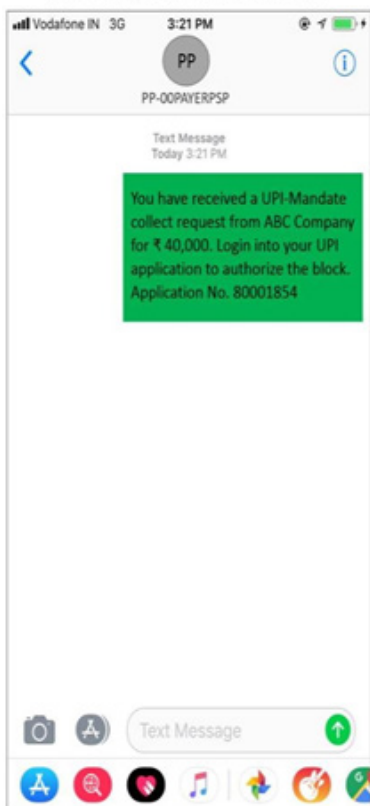 Vodafone IN 3G 3:21 PM
PP
PP-00PAYERPSP
Text Message
Today 3:21 PM
You have received a UPI-Mandate
collect request from ABC Company
for ₹ 40,000. Login into your UPI
application to authorize the block.
Application No. 80001854
Text Message